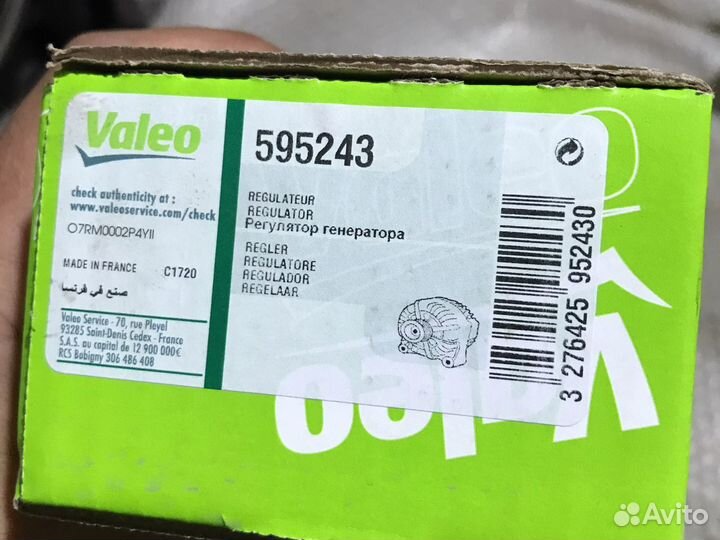 Valeo
check authenticity at :
www.valeoservice.com/check
O7RM0002P4YII
MADE IN FRANCE C1720
صنع في فرنسا
Valeo Service - 70, rue Pleyel
93285 Saint-Denis Cedex - France
S.A.S. au capital de 12 900 000€
RCS Bobigny 306 486 408
595243
REGULATEUR
REGULATOR
Регулятор генератора
REGLER
REGULATORE
REGULADOR
REGELAAR
3 276425 952430
Valeo
Avito